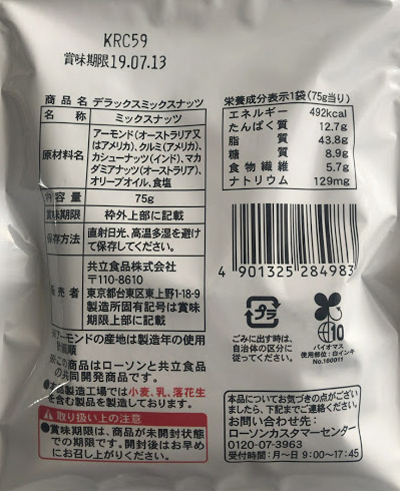 KRC59
賞味期限 19.07.13
商品名 デラックスミックスナッツ
名称 ミックスナッツ
原材料名 アーモンド(オーストラリア又
はアメリカ)、クルミ(アメリカ)、
カシューナッツ(インド)、マカ
ダミアナッツ(オーストラリア)、
オリーブオイル、食塩
内容量 75g
賞味期限 枠外上部に記載
保存方法 直射日光、高温多湿を避け
て保存してください。
販売者 共立食品株式会社
〒110-8610
東京都台東区東上野1-18-9
製造所固有記号は賞味
期限上部に記載
アーモンドの産地は製造年の使用
計画順
この商品はローソンと共立食品
の共同開発商品です。
製造工場では小麦、乳、落花生
を含む製品を製造しております。
取り扱い上の注意
●賞味期限は、商品が未開封状態
での期限です。開封後はお早め
にお召し上がりください。
栄養成分表示1袋(75g当り)
エネルギー 492kcal
たんぱく質 12.7g
脂質 43.8g
糖質 8.9g
食物繊維 5.7g
ナトリウム 129mg
4 901325 284983
プラ
ごみに出す時は、
自治体の区分に
従ってください。
10
バイオマス
使用部位:白インキ
No.160011
本品についてお気づきの点がござい
ましたら、下記までご連絡ください。
お問い合わせ先:
ローソンカスタマーセンター
0120-07-3963
受付:月〜日 9:00〜17:45